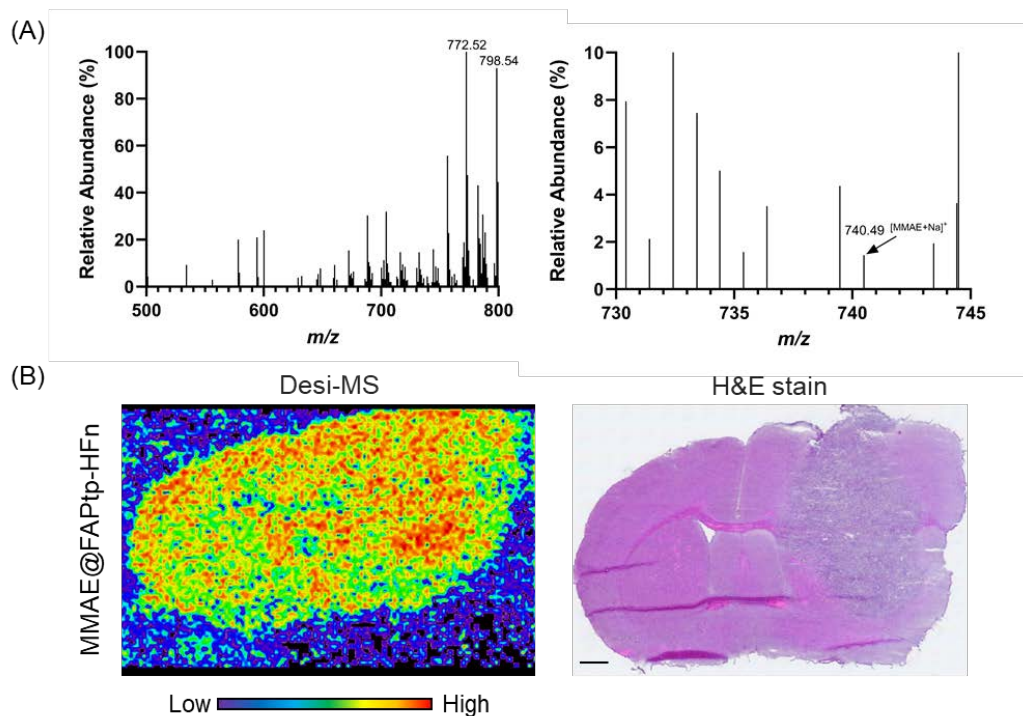 (A)
100
80
60
40
20
0
Relative Abundance (%)
772.52
798.54
500 600 700 800
m/z
10
8
6
4
2
0
Relative Abundance (%)
740.49 [MMAE+Na]⁺
730 735 740 745
m/z
(B)
Desi-MS
H&E stain
MMAE@FAPtp-HFn
Low High